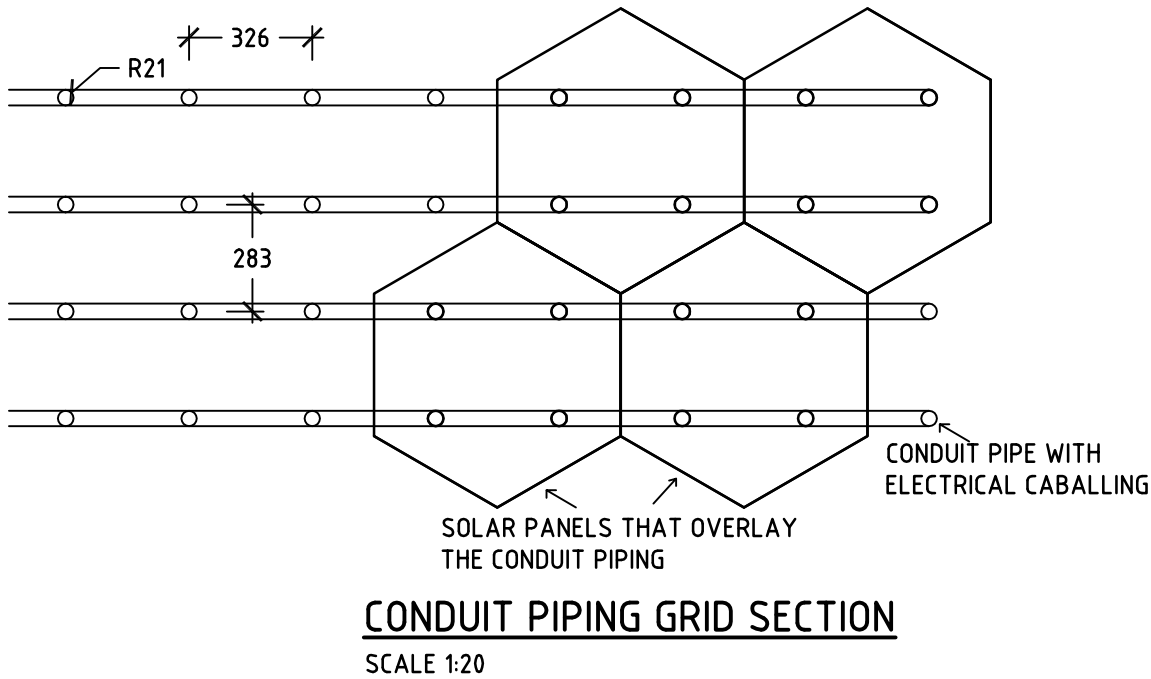 326
R21
283
CONDUIT PIPE WITH
ELECTRICAL CABALLING
SOLAR PANELS THAT OVERLAY
THE CONDUIT PIPING
CONDUIT PIPING GRID SECTION
SCALE 1:20